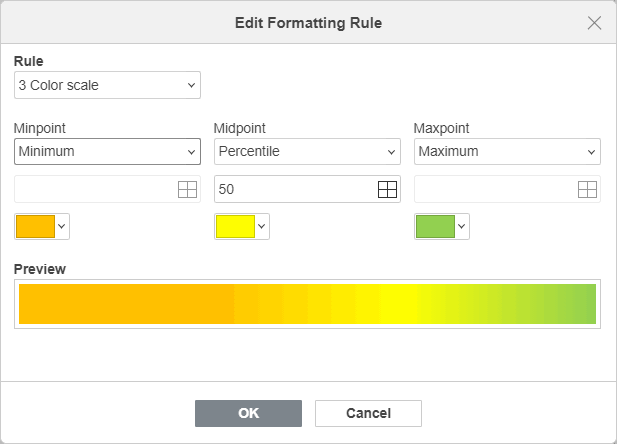 Edit Formatting Rule
Rule
3 Color scale
Minpoint Midpoint Maxpoint
Minimum Percentile Maximum
50
Preview
OK Cancel